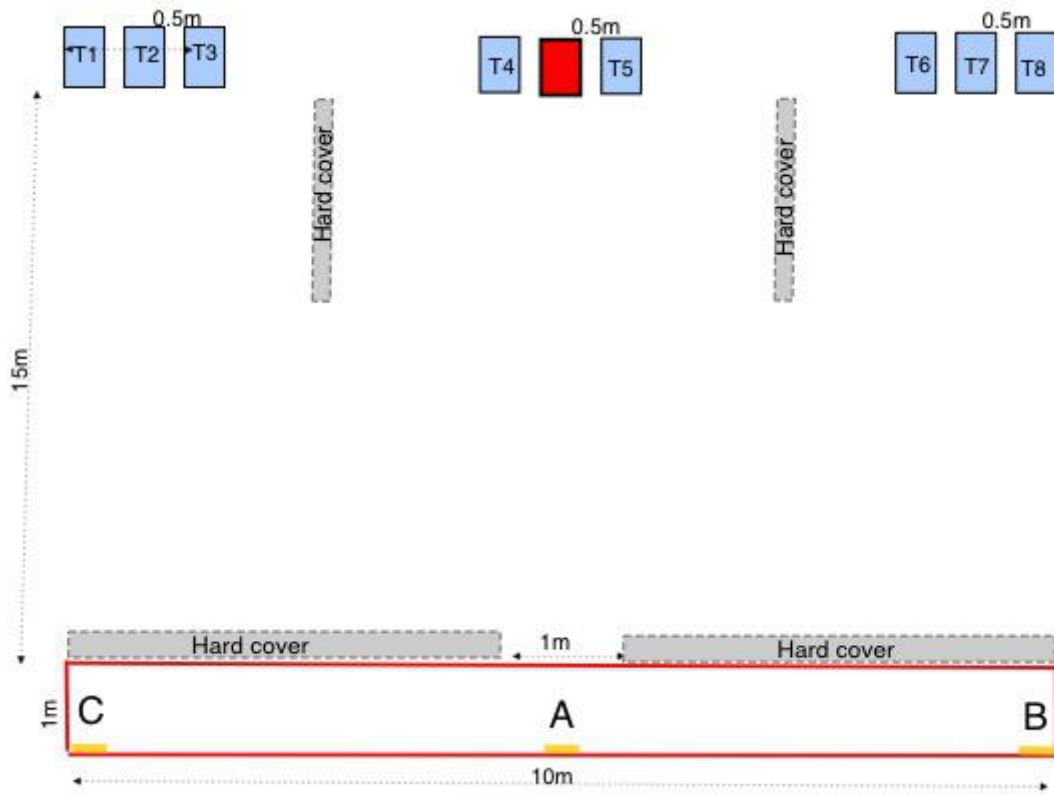 0.5m
0.5m
0.5m
T1 T2 T3
T4 T5
T6 T7 T8
Hard cover
Hard cover
15m
Hard cover
1m
Hard cover
1m
C
A
B
10m